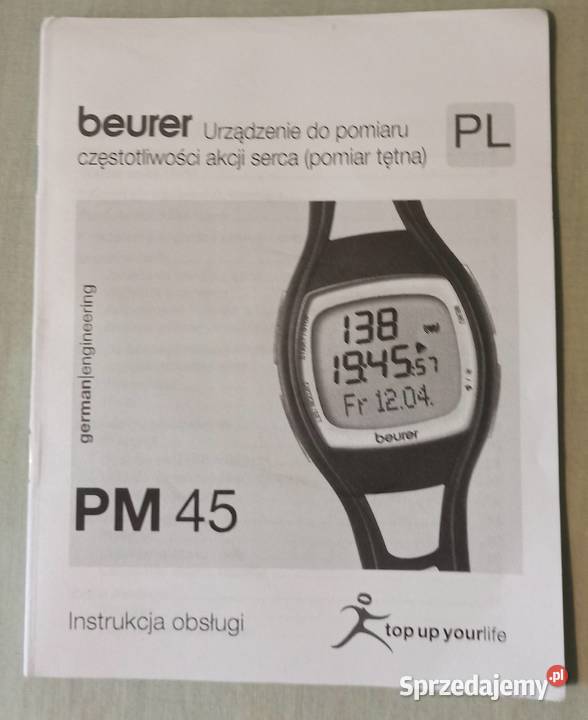 beurer Urządzenie do pomiaru
częstotliwości akcji serca (pomiar tętna)
PL
german|engineering
138
19:45:57
Fr 12.04.
beurer
PM 45
Instrukcja obsługi
top up yourlife
Sprzedajemy.pl